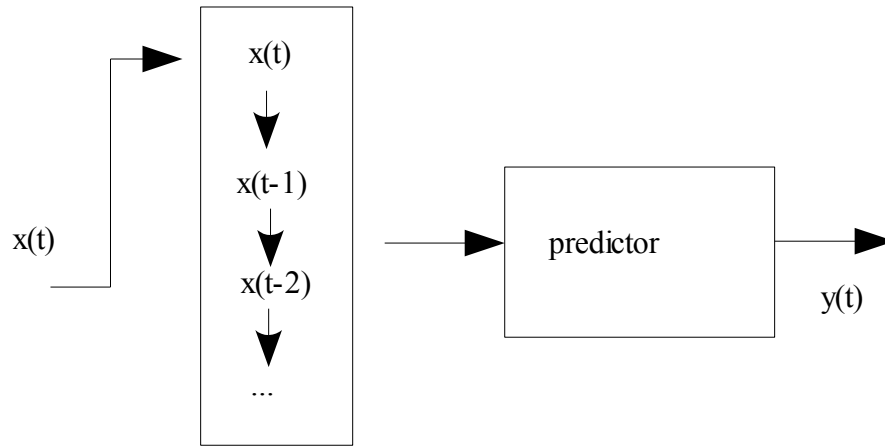 x(t)
x(t)
x(t-1)
x(t-2)
...
predictor
y(t)